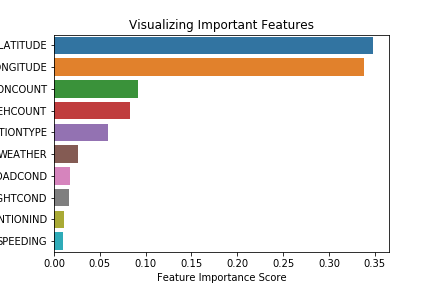 Visualizing Important Features
LATITUDE
NGITUDE
ONCOUNT
EHCOUNT
TIONTYPE
WEATHER
OADCOND
GHTCOND
NTIONIND
SPEEDING
0.00 0.05 0.10 0.15 0.20 0.25 0.30 0.35
Feature Importance Score